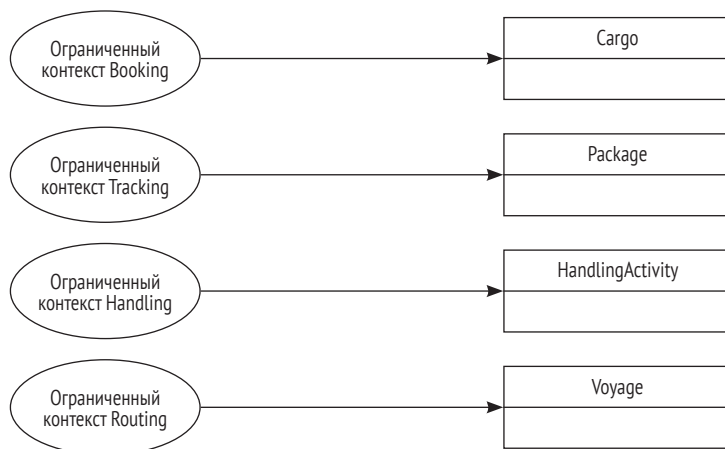 Ограниченный
контекст Booking
Cargo
Ограниченный
контекст Tracking
Package
Ограниченный
контекст Handling
HandlingActivity
Ограниченный
контекст Routing
Voyage